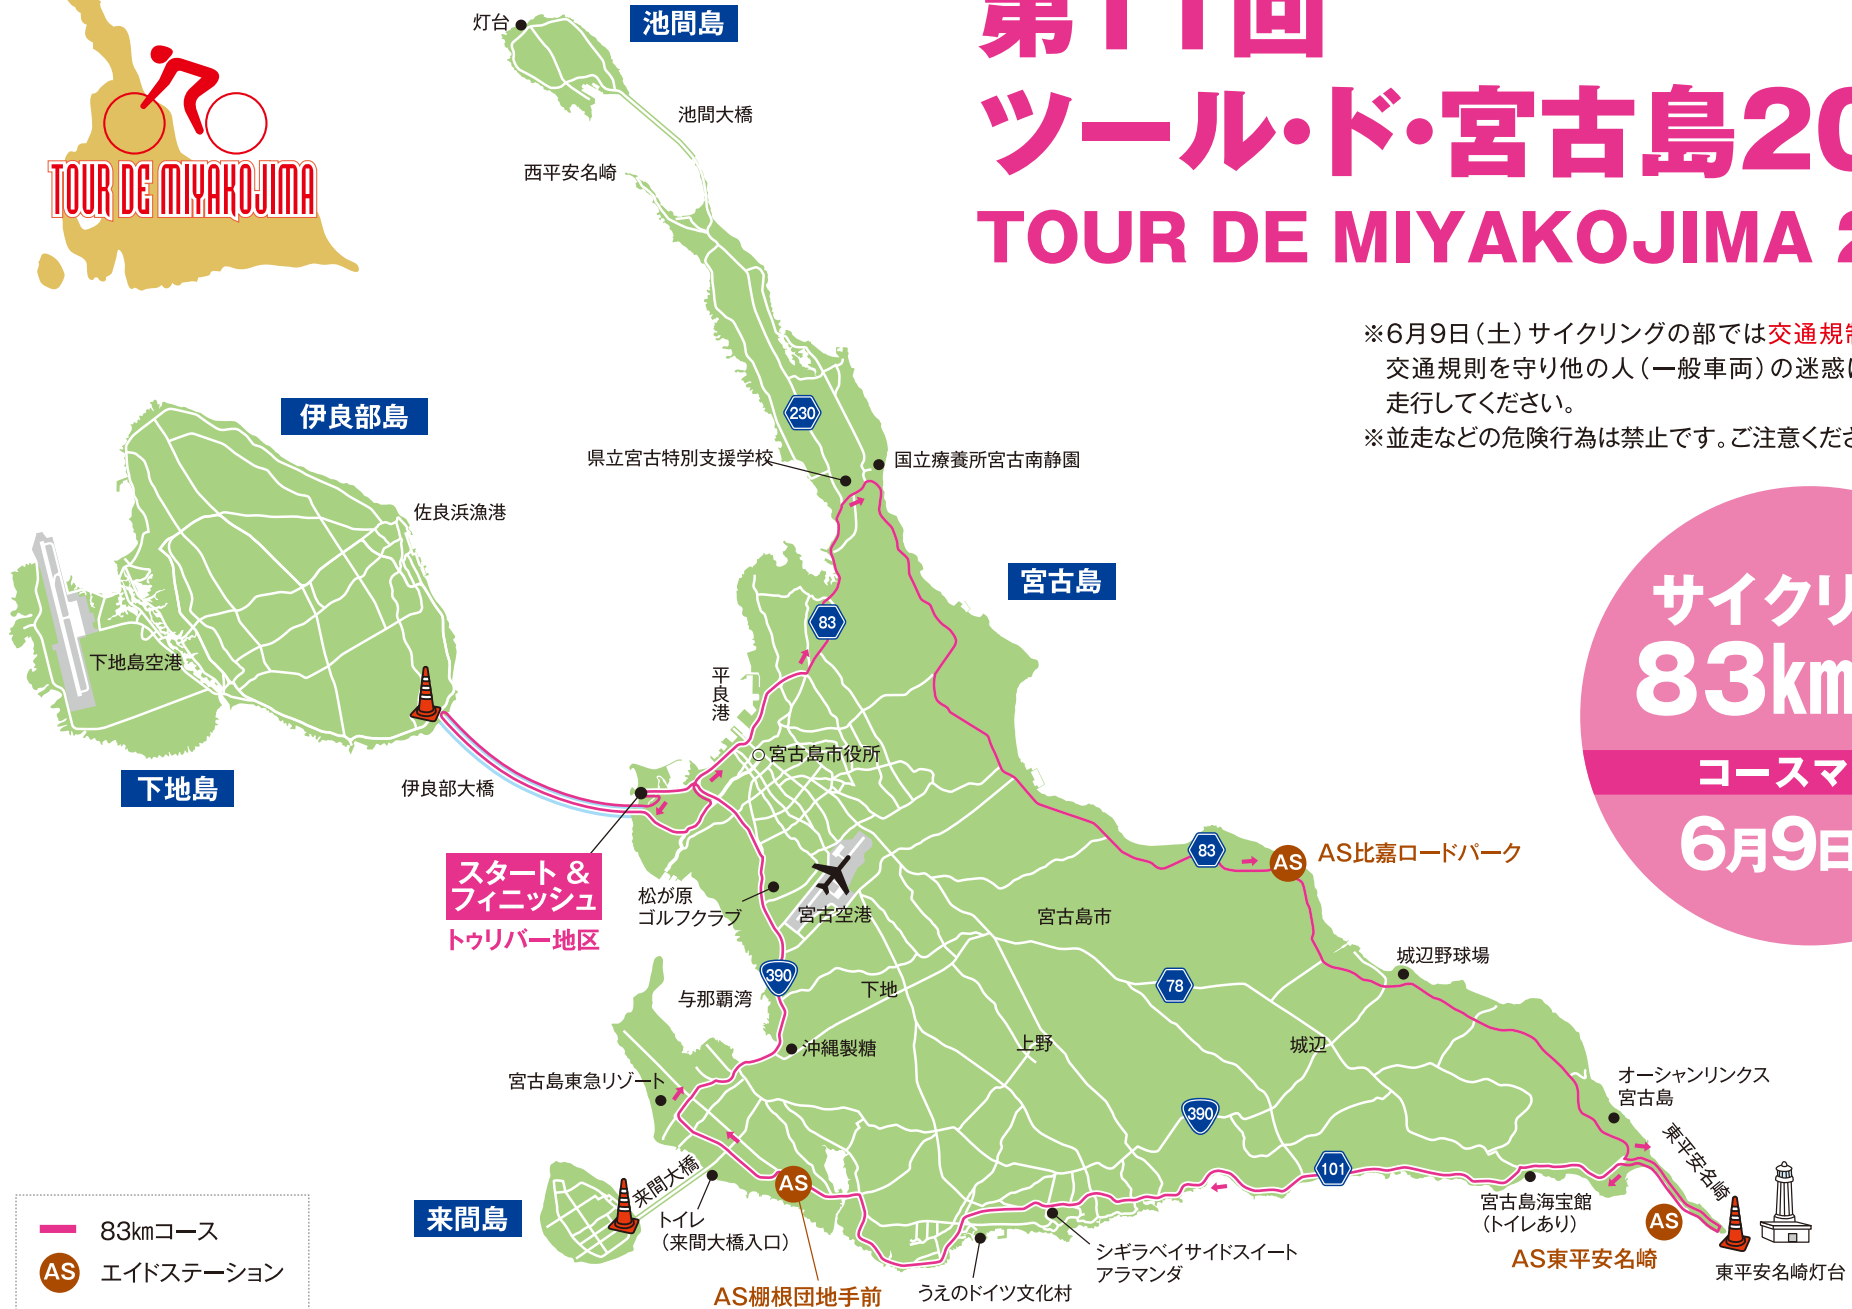 第11回
ツール・ド・宮古島20
TOUR DE MIYAKOJIMA 2
TOUR DE MIYAKOJIMA
※6月9日(土)サイクリングの部では交通規制
交通規則を守り他の人(一般車両)の迷惑に
走行してください。
※並走などの危険行為は禁止です。ご注意くださ
サイクリ
83km
コースマ
6月9日
灯台
池間島
池間大橋
西平安名崎
伊良部島
230
県立宮古特別支援学校
国立療養所宮古南静園
佐良浜漁港
宮古島
83
下地島空港
平良港
宮古島市役所
下地島
伊良部大橋
スタート &
フィニッシュ
トゥリバー地区
松が原
ゴルフクラブ
宮古空港
宮古島市
83
AS
AS比嘉ロードパーク
城辺野球場
390
与那覇湾
下地
78
沖縄製糖
上野
城辺
宮古島東急リゾート
オーシャンリンクス
宮古島
390
東平安名崎
101
来間大橋
AS
来間島
トイレ
(来間大橋入口)
宮古島海宝館
(トイレあり)
AS
シギラベイサイドスイート
アラマンダ
AS東平安名崎
東平安名崎灯台
うえのドイツ文化村
AS棚根団地手前
83kmコース
AS
エイドステーション